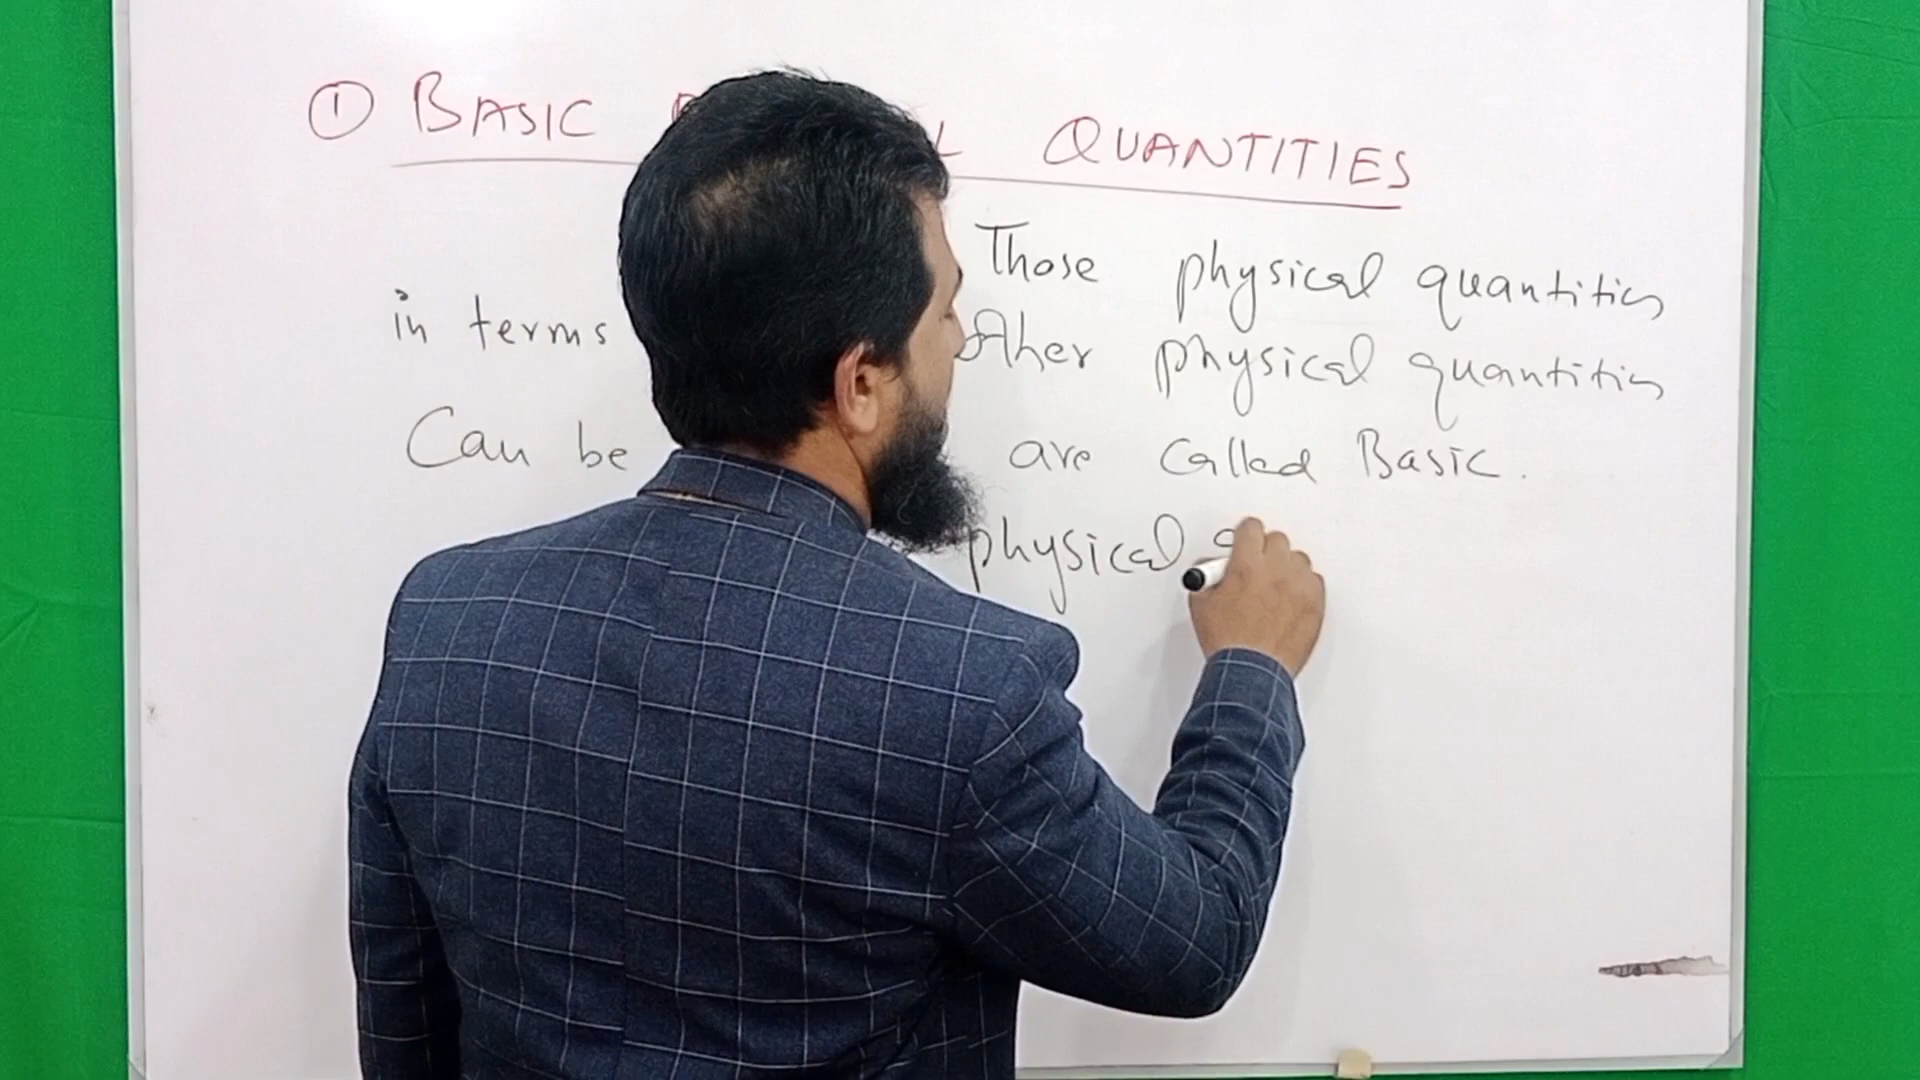 ① BASIC QUANTITIES
Those physical quantities
in terms other physical quantities
Can be are called Basic.
physical